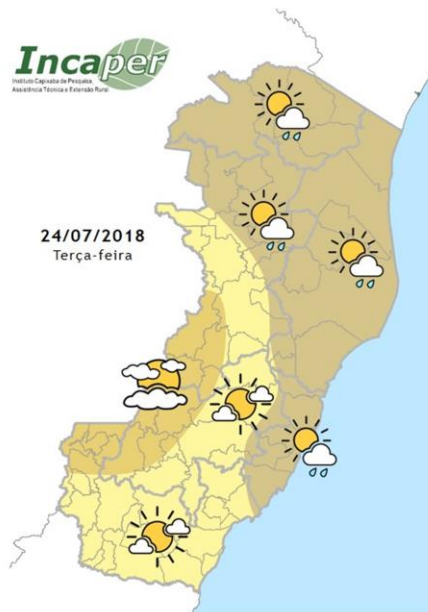 Incaper
Instituto Capixaba de Pesquisa,
Assistência Técnica e Extensão Rural
24/07/2018
Terça-feira